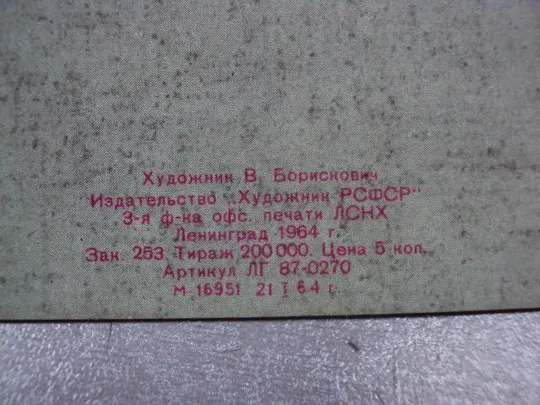 Художник В. Борискович
Издательство „Художник РСФСР"
3-я ф-ка офс. печати ЛСНХ
Ленинград 1964 г.
Зак. 253. Тираж 200 000. Цена 5 коп.
Артикул ЛГ 87-0270
М-16951 21 I 64 г.